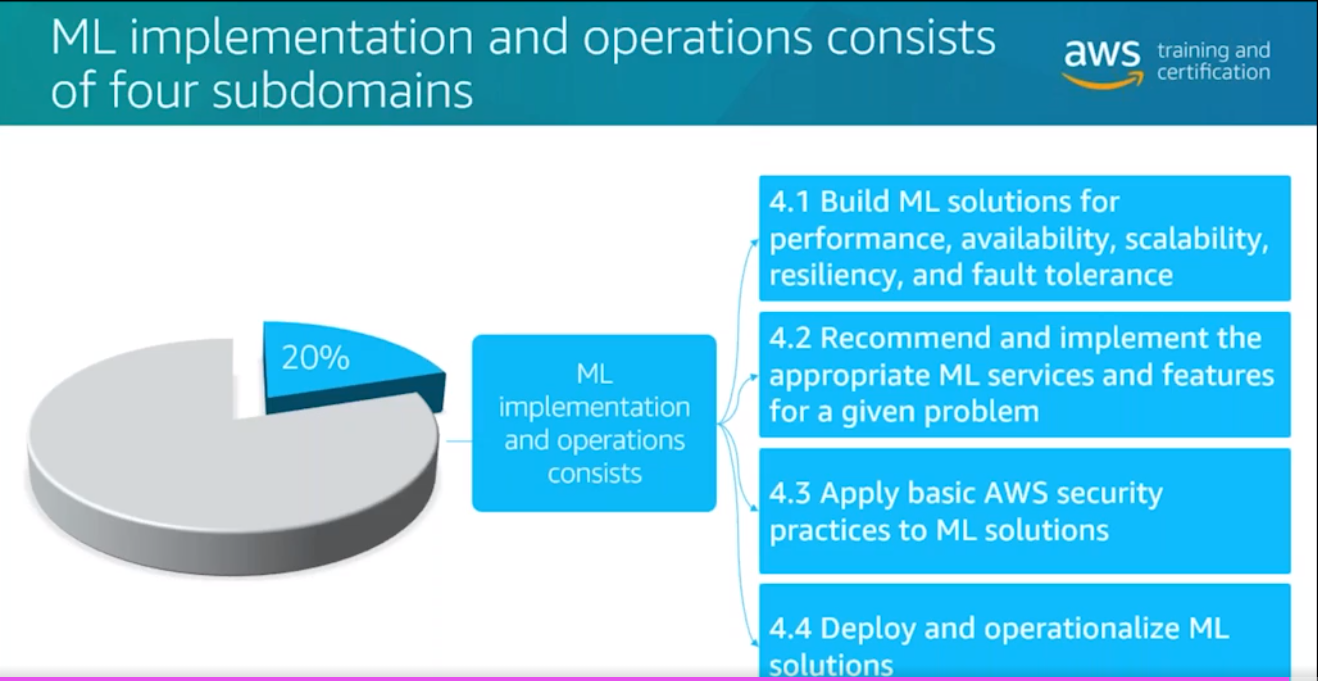 ML implementation and operations consists
of four subdomains
aws training and
certification
20%
ML
implementation
and operations
consists
4.1 Build ML solutions for
performance, availability, scalability,
resiliency, and fault tolerance
4.2 Recommend and implement the
appropriate ML services and features
for a given problem
4.3 Apply basic AWS security
practices to ML solutions
4.4 Deploy and operationalize ML
solutions